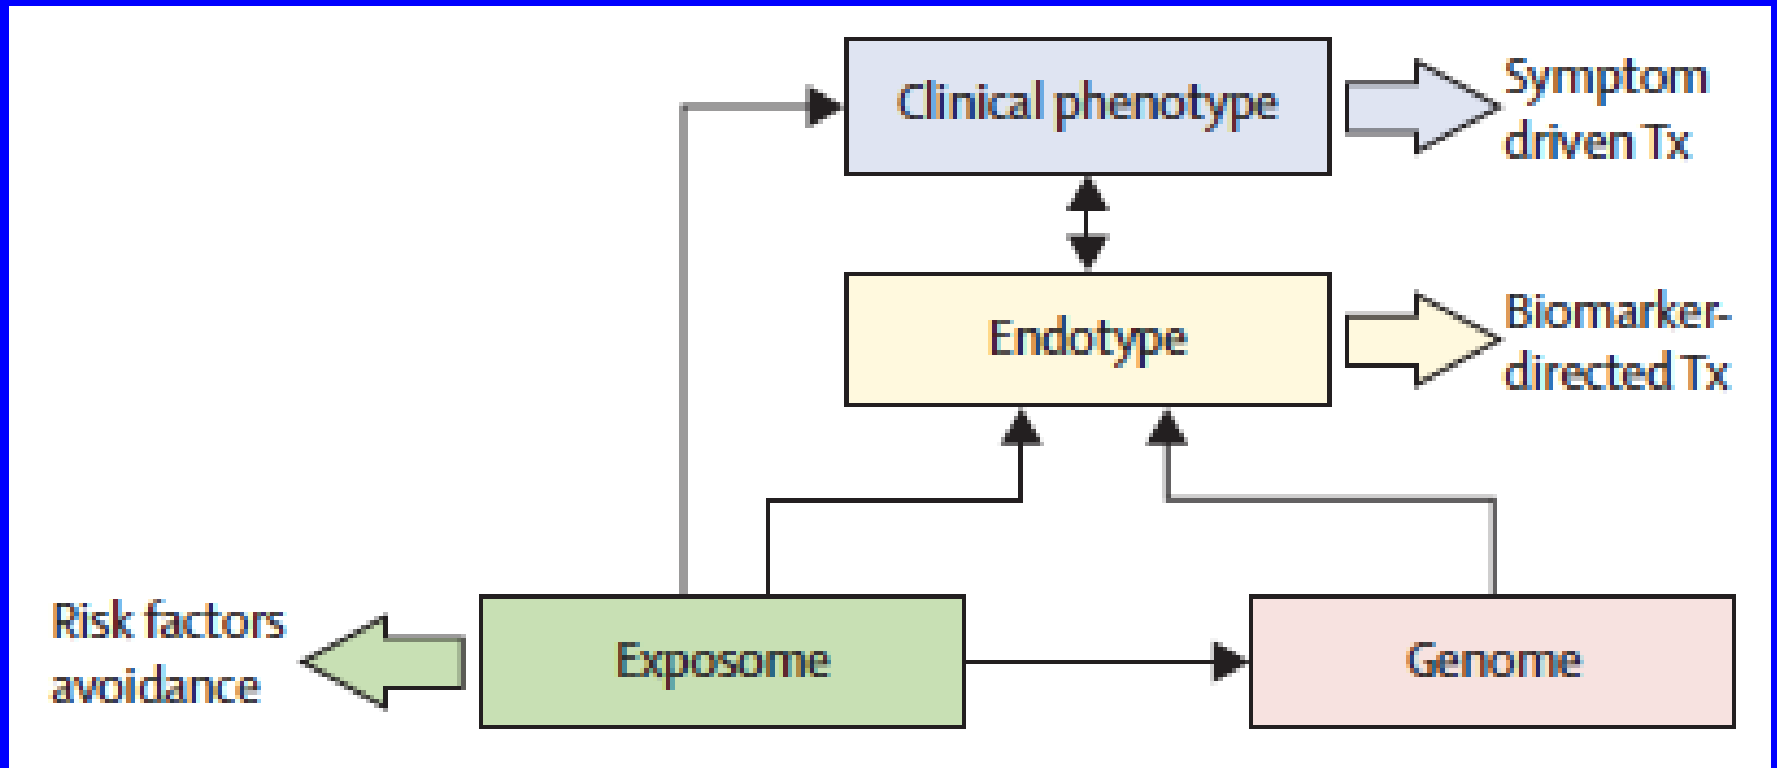 Clinical phenotype
Symptom
driven Tx
Endotype
Biomarker-
directed Tx
Risk factors
avoidance
Exposome
Genome